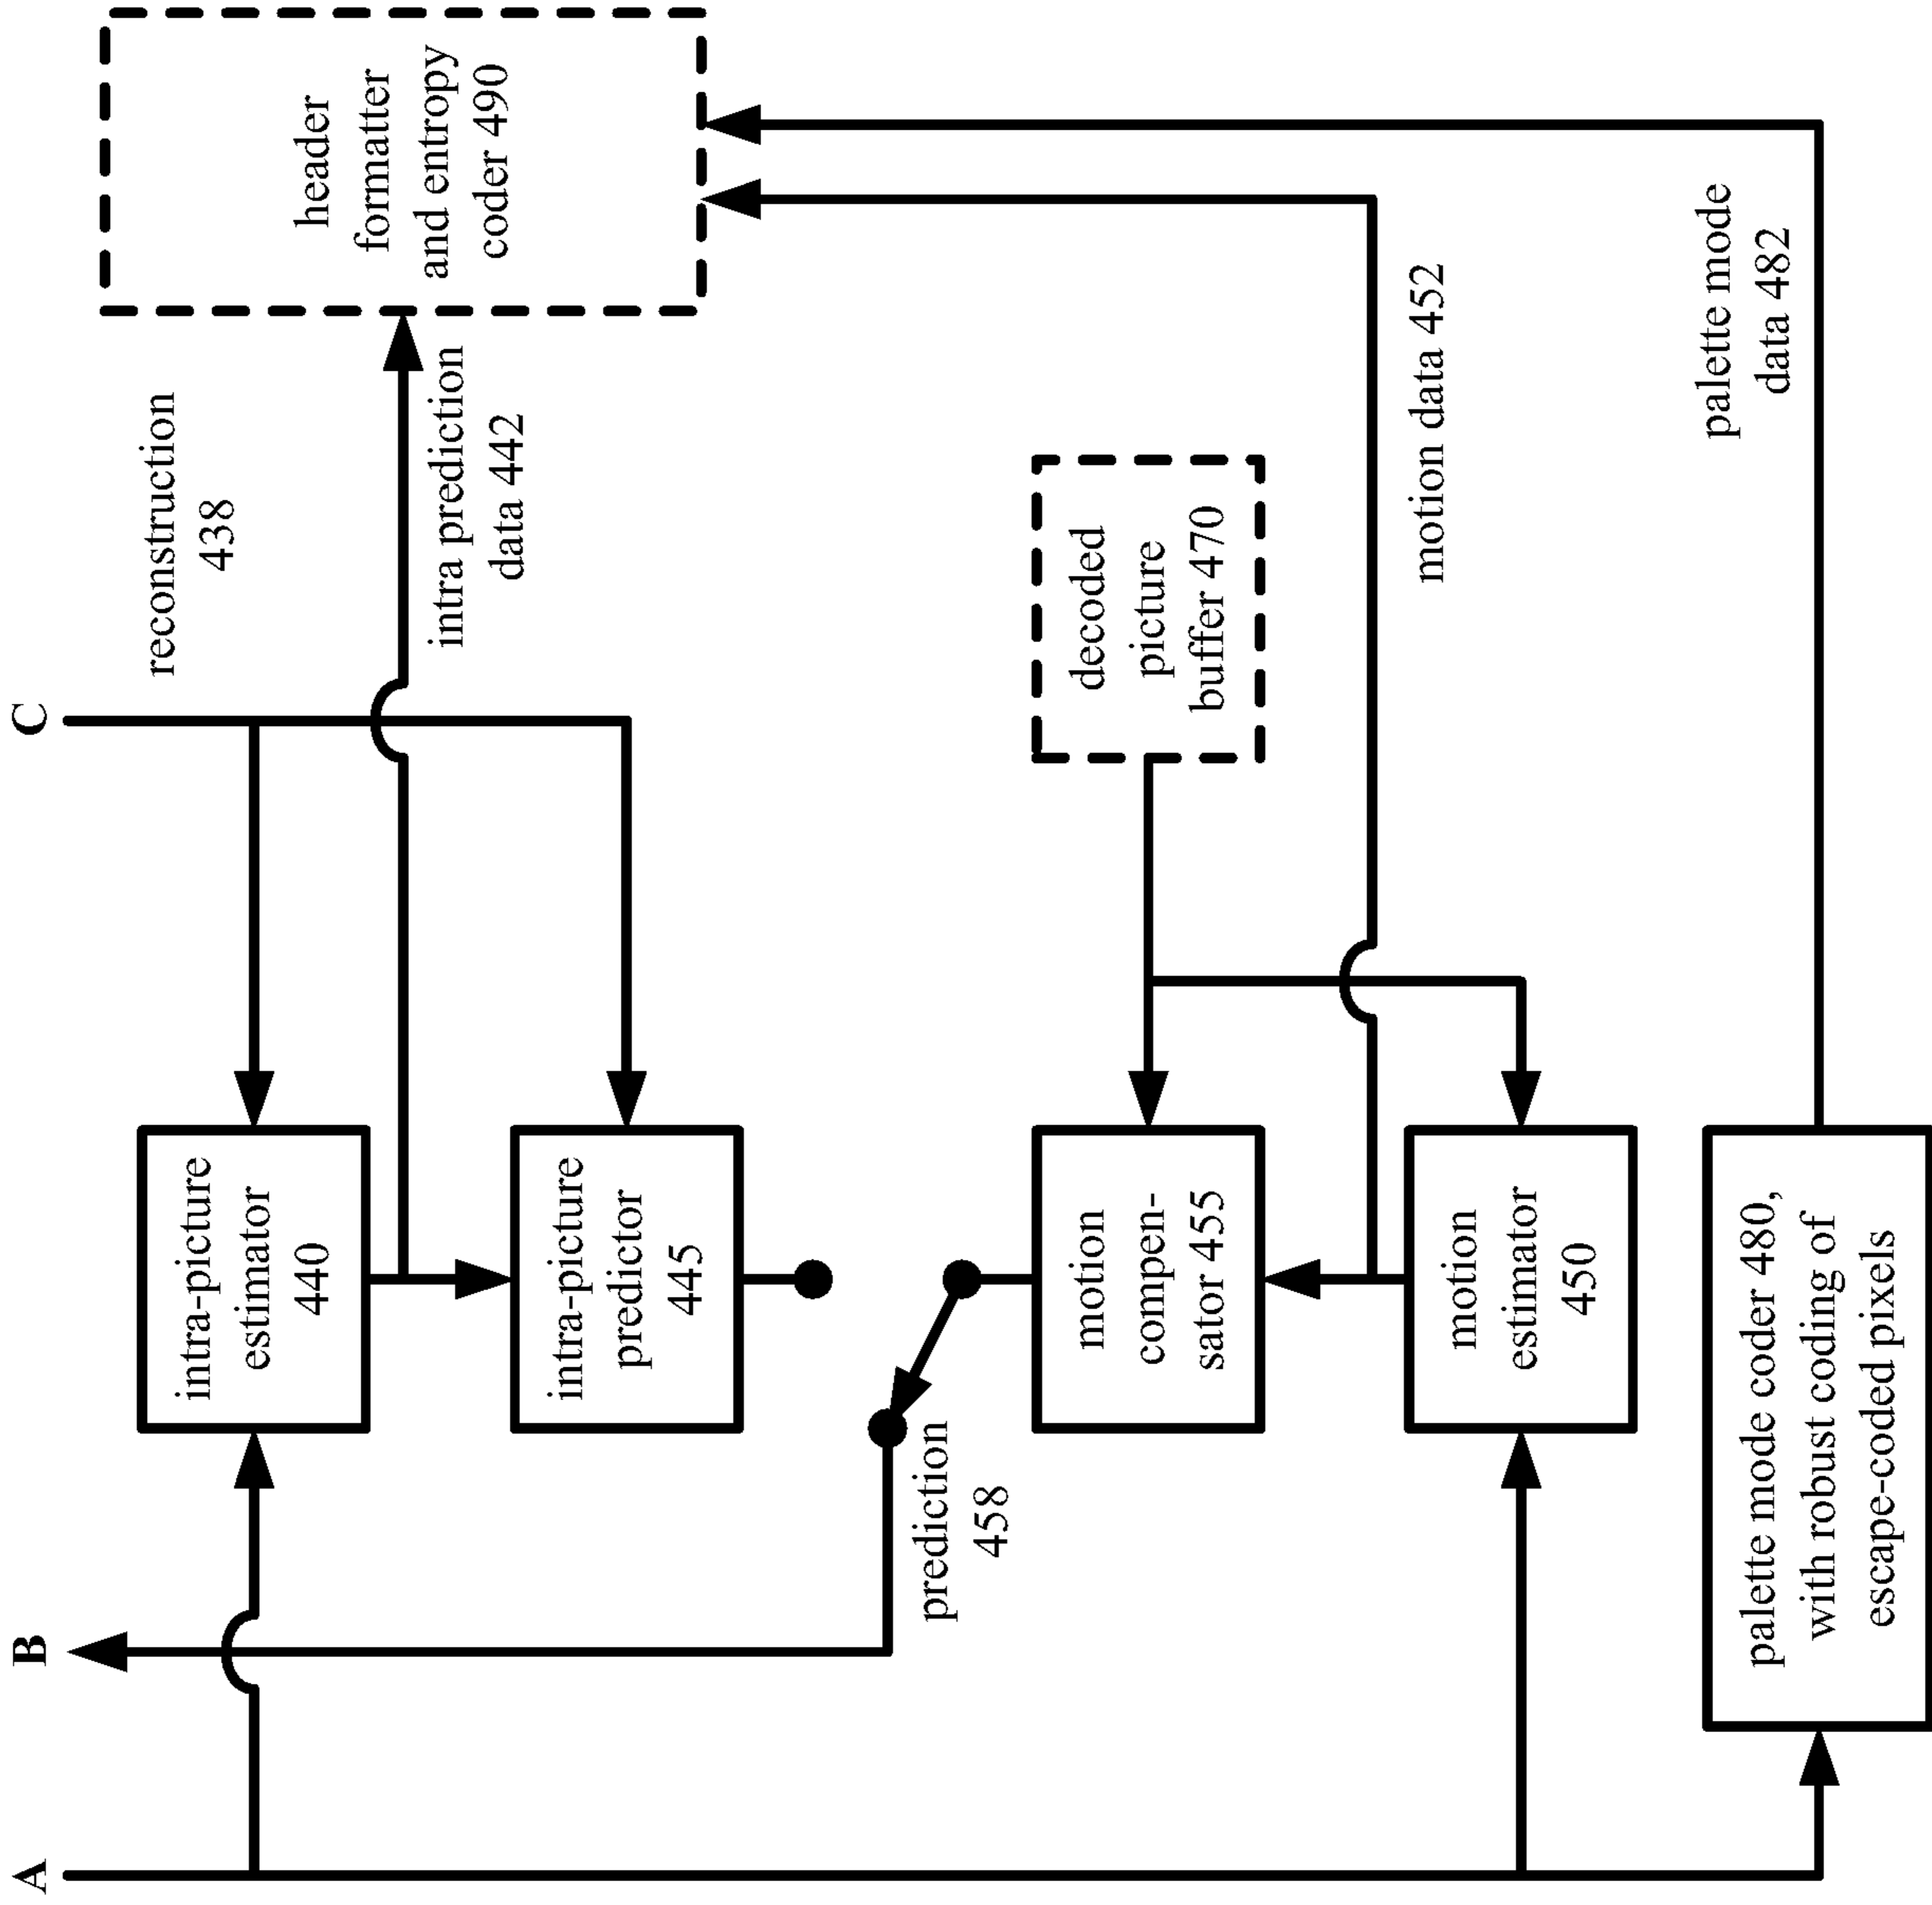 A
B
C
reconstruction
438
header
formatter
and entropy
coder 490
intra-picture
estimator
440
intra prediction
data 442
intra-picture
predictor
445
prediction
458
decoded
picture
buffer 470
motion
compen-
sator 455
motion data 452
motion
estimator
450
palette mode
data 482
palette mode coder 480,
with robust coding of
escape-coded pixels